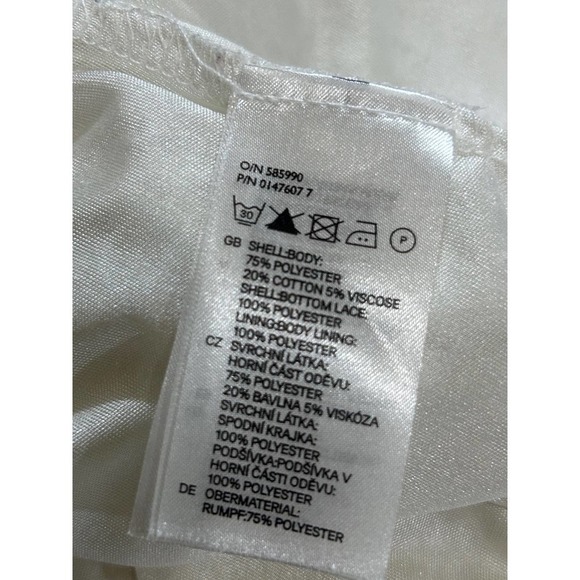 O/N 585990
P/N 0147607 7
30 P
GB SHELL:BODY:
75% POLYESTER
20% COTTON 5% VISCOSE
SHELL:BOTTOM LACE:
100% POLYESTER
LINING:BODY LINING:
100% POLYESTER
CZ SVRCHNÍ LÁTKA:
HORNÍ ČÁST ODĚVU:
75% POLYESTER
20% BAVLNA 5% VISKÓZA
SVRCHNÍ LÁTKA:
SPODNÍ KRAJKA:
100% POLYESTER
PODŠÍVKA:PODŠÍVKA V
HORNÍ ČÁSTI ODĚVU:
100% POLYESTER
DE OBERMATERIAL:
RUMPF:75% POLYESTER